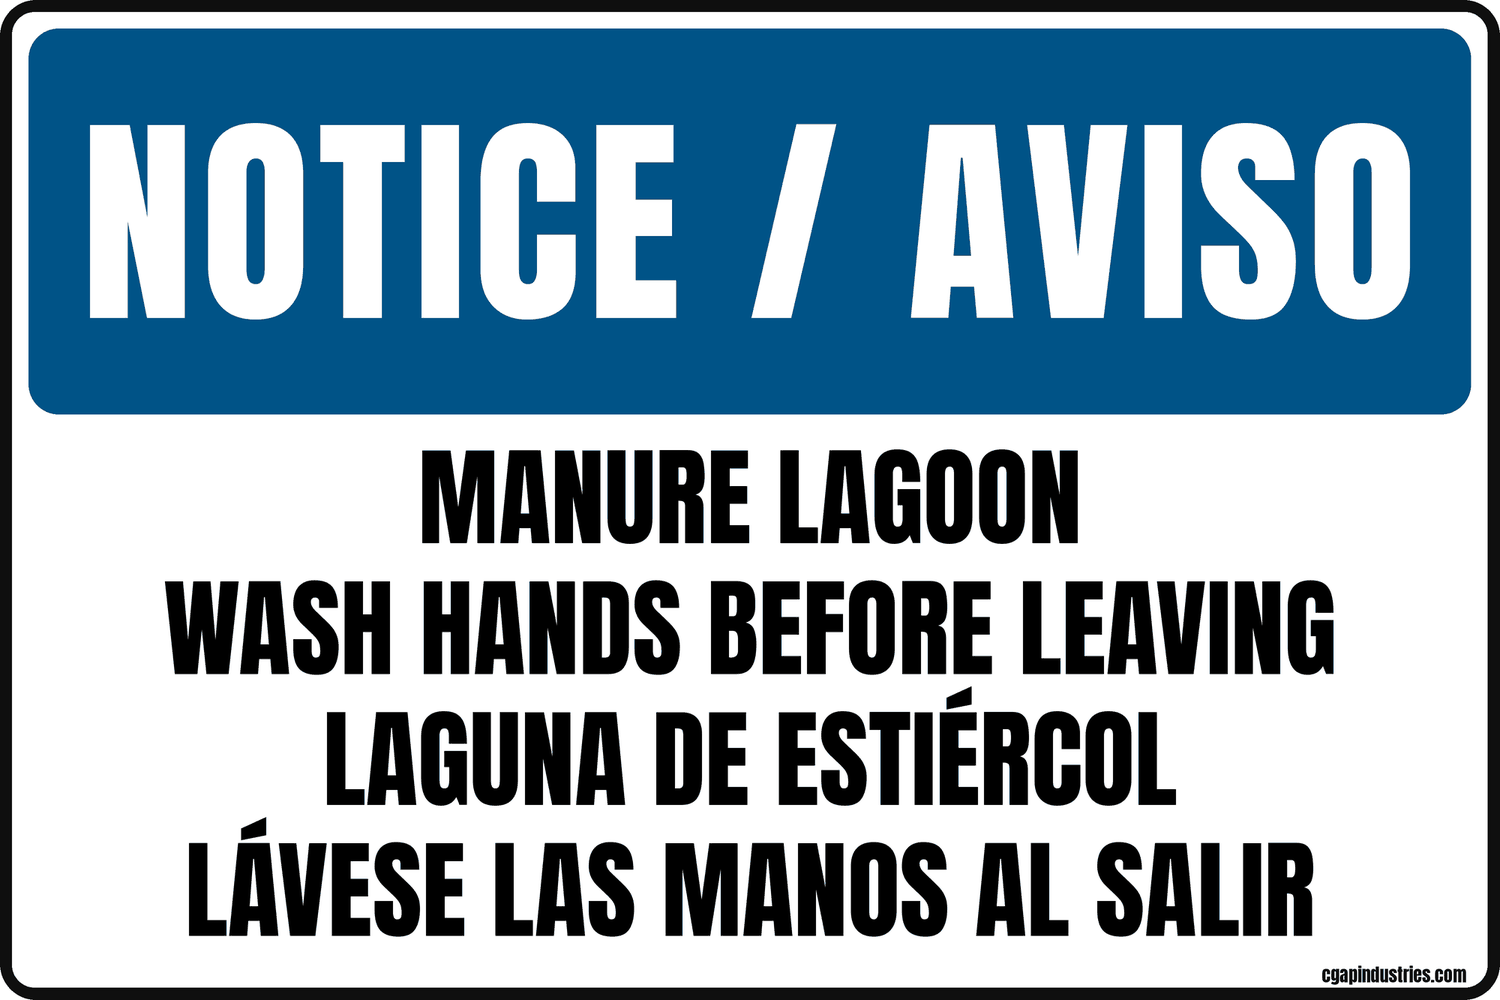 NOTICE / AVISO
MANURE LAGOON
WASH HANDS BEFORE LEAVING
LAGUNA DE ESTIÉRCOL
LÁVESE LAS MANOS AL SALIR
cgapindustries.com